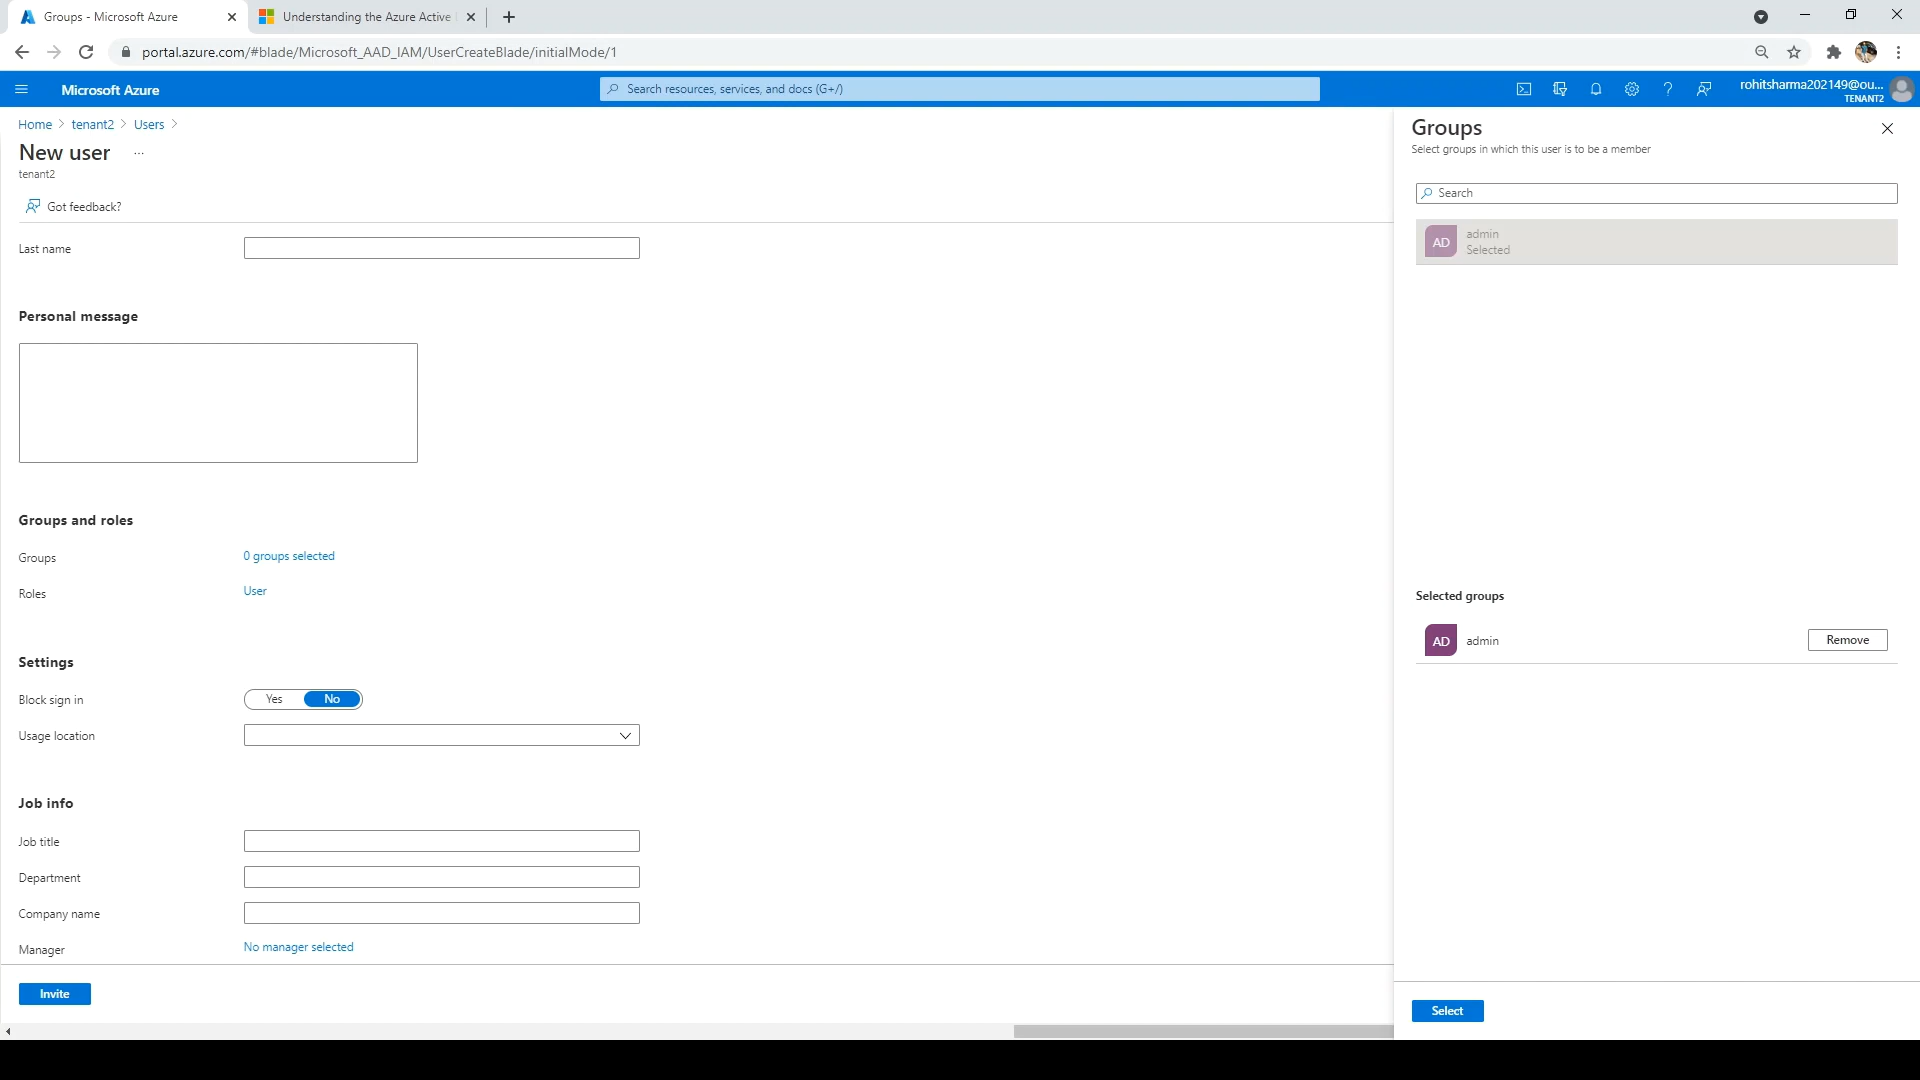 Groups - Microsoft Azure
Understanding the Azure Active
portal.azure.com/#blade/Microsoft_AAD_IAM/UserCreateBlade/initialMode/1
Microsoft Azure
Search resources, services, and docs (G+/)
rohitsharma202149@ou...
TENANT2
Home > tenant2 > Users >
New user ...
tenant2
Got feedback?
Last name
Personal message
Groups and roles
Groups 0 groups selected
Roles User
Settings
Block sign in Yes No
Usage location
Job info
Job title
Department
Company name
Manager No manager selected
Invite
Groups
Select groups in which this user is to be a member
Search
AD admin
Selected
Selected groups
AD admin Remove
Select